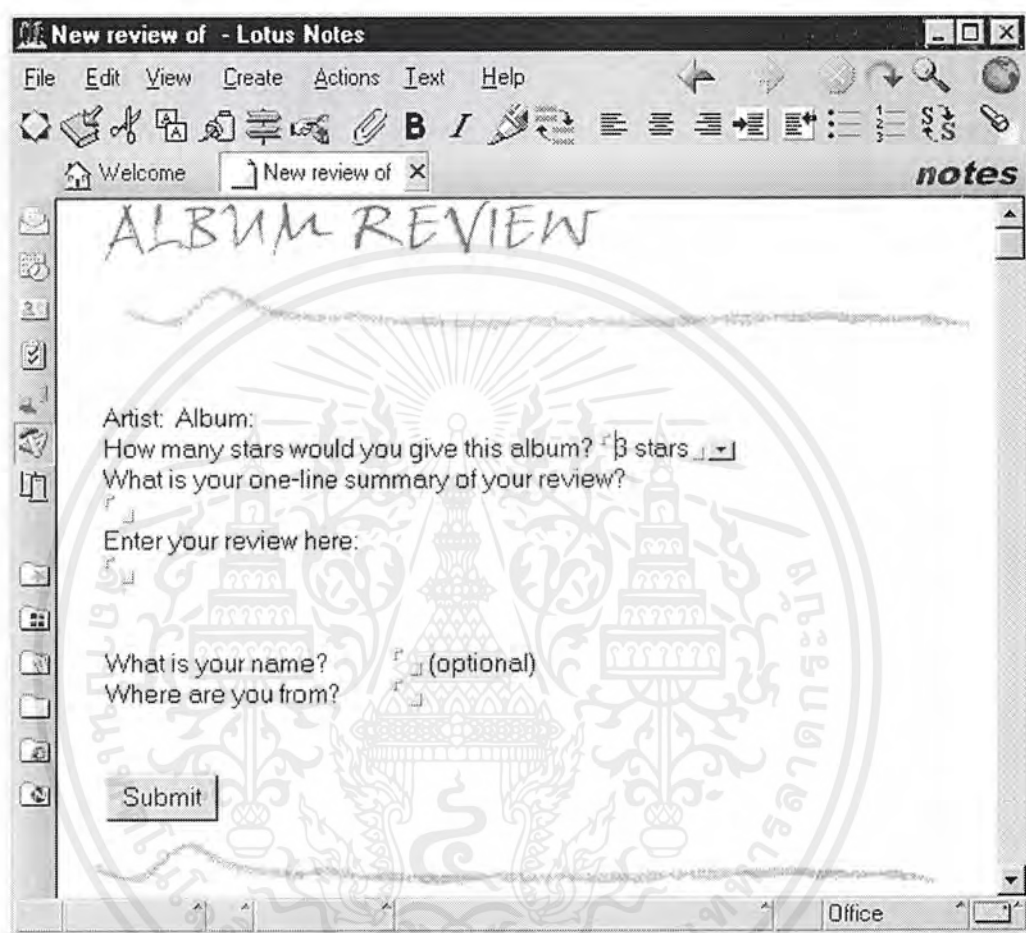 New review of - Lotus Notes
File Edit View Create Actions Text Help
Welcome New review of notes
ALBUM REVIEW
Artist: Album:
How many stars would you give this album? 3 stars
What is your one-line summary of your review?
Enter your review here:
What is your name? (optional)
Where are you from?
Submit
Office